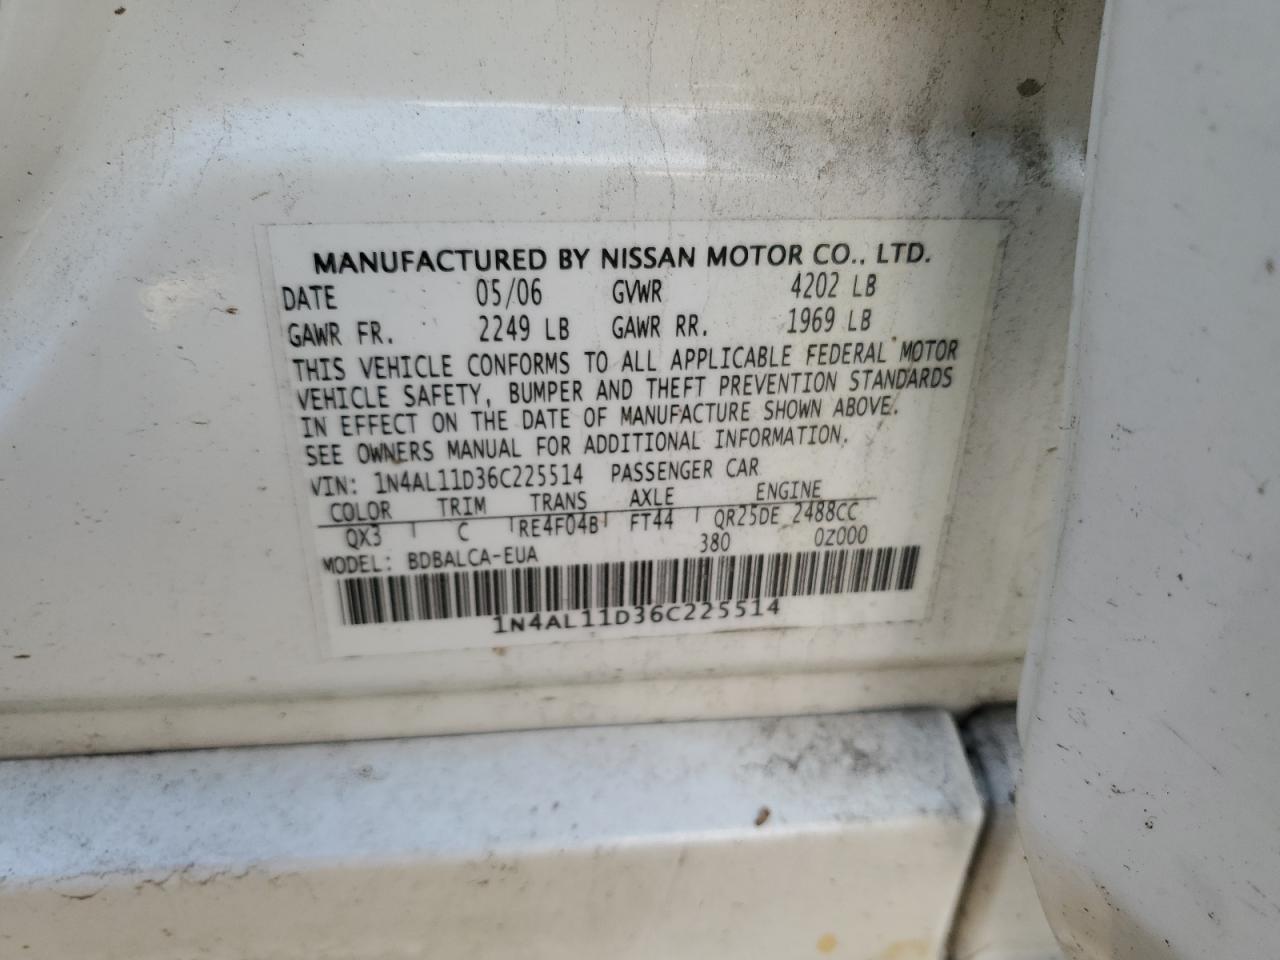 MANUFACTURED BY NISSAN MOTOR CO., LTD.
DATE 05/06 GVWR 4202 LB
GAWR FR. 2249 LB GAWR RR. 1969 LB
THIS VEHICLE CONFORMS TO ALL APPLICABLE FEDERAL MOTOR
VEHICLE SAFETY, BUMPER AND THEFT PREVENTION STANDARDS
IN EFFECT ON THE DATE OF MANUFACTURE SHOWN ABOVE.
SEE OWNERS MANUAL FOR ADDITIONAL INFORMATION.
VIN: 1N4AL11D36C225514 PASSENGER CAR
COLOR TRIM TRANS AXLE ENGINE
QX3 C RE4F04B FT44 QR25DE 2488CC
MODEL: BDBALCA-EUA 380 0Z000
1N4AL11D36C225514